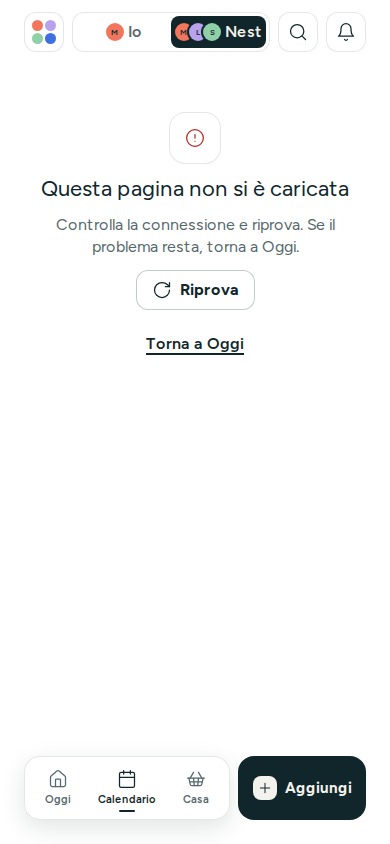 M Io
M L S Nest
Questa pagina non si è caricata
Controlla la connessione e riprova. Se il
problema resta, torna a Oggi.
Riprova
Torna a Oggi
Oggi
Calendario
Casa
Aggiungi